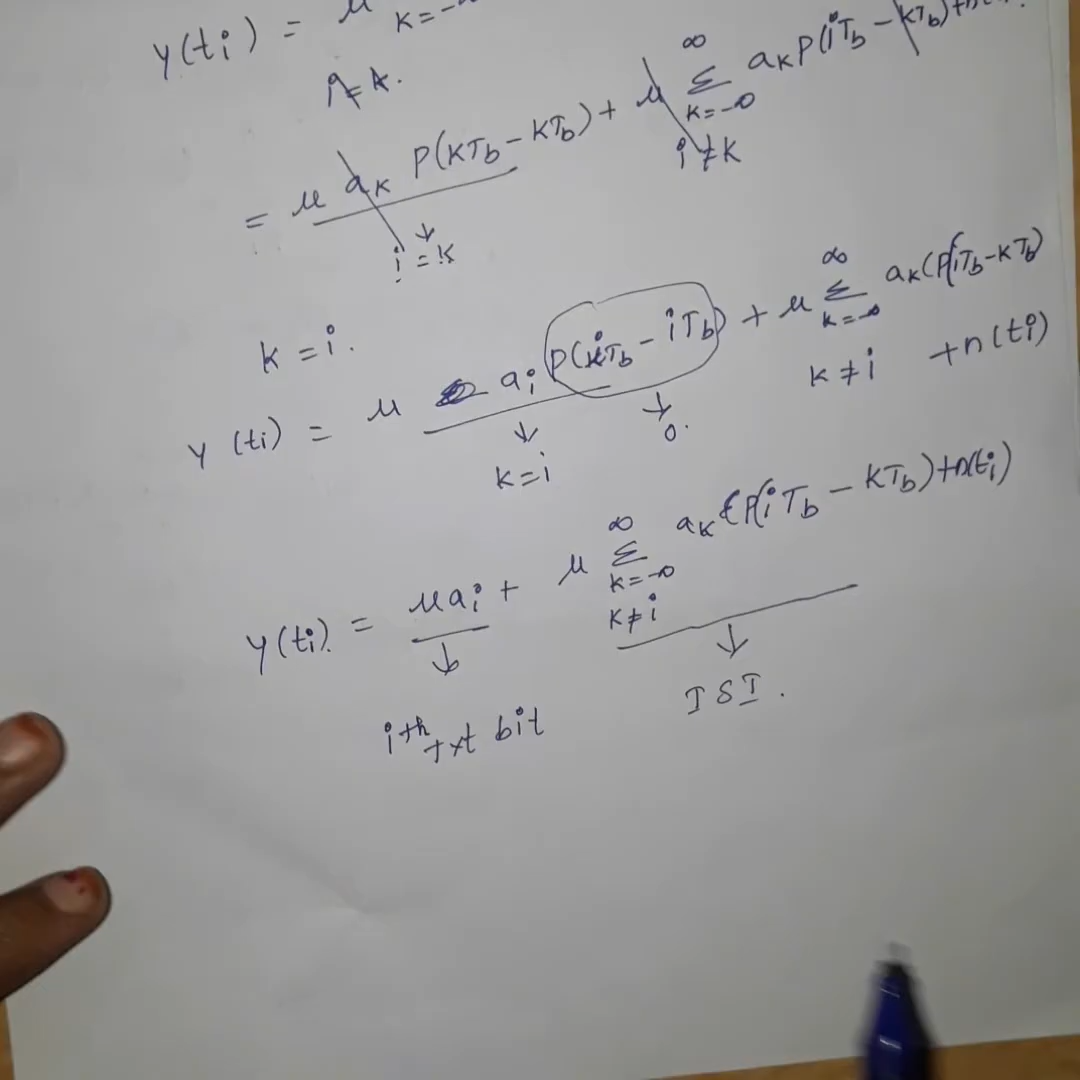 y(ti) = μ k=-
i≠k.
= μ aK P(KTb - KTb) + μ ∞ Σ k=-∞ aK P(iTb - KTb) + n
i = k i ≠ K
k = i.
y (ti) = μ ai P(iTb - iTb) + μ ∞ Σ k=-∞ aK (P(iTb - KTb)
k ≠ i + n(ti)
k = i 0.
y(ti) = μai + μ ∞ Σ k=-∞ k≠i aK P(iTb - KTb) + n(ti)
ith txt bit ISI.